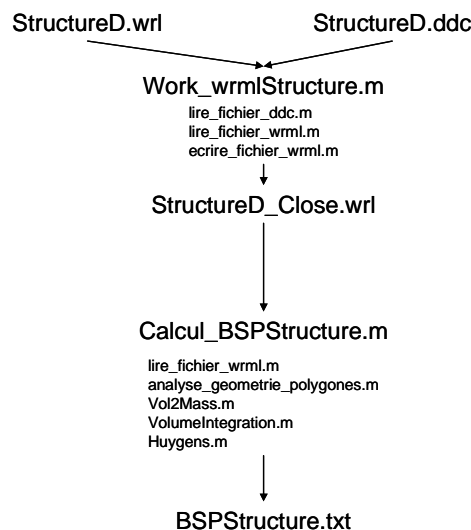 StructureD.wrl
StructureD.ddc
Work_wrmlStructure.m
lire_fichier_ddc.m
lire_fichier_wrml.m
ecrire_fichier_wrml.m
StructureD_Close.wrl
Calcul_BSPStructure.m
lire_fichier_wrml.m
analyse_geometrie_polygones.m
Vol2Mass.m
VolumeIntegration.m
Huygens.m
BSPStructure.txt